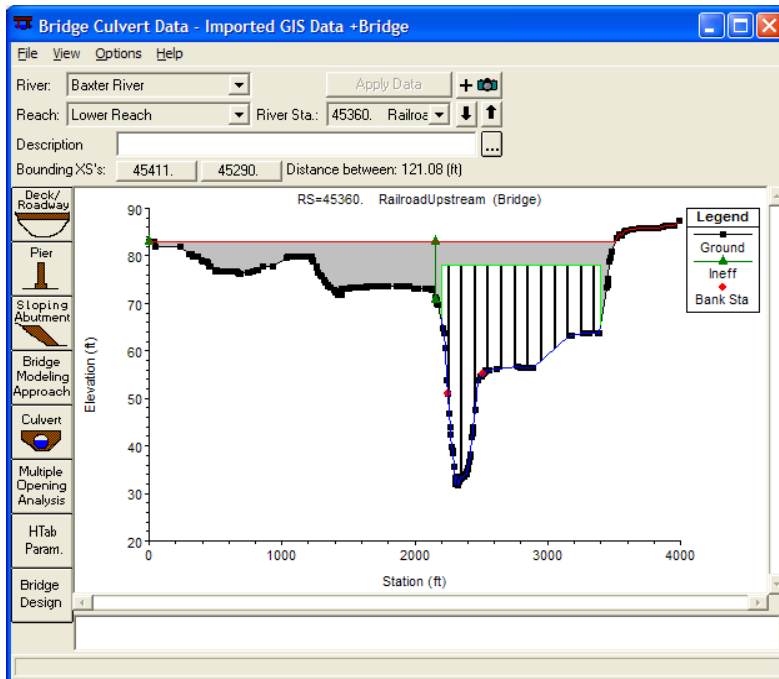 Bridge Culvert Data - Imported GIS Data +Bridge
File View Options Help
River: Baxter River Apply Data
Reach: Lower Reach River Sta.: 45360. Railroa
Description ...
Bounding XS's: 45411. 45290. Distance between: 121.08 (ft)
Deck/
Roadway
Pier
Sloping
Abutment
Bridge
Modeling
Approach
Culvert
Multiple
Opening
Analysis
HTab
Param.
Bridge
Design
RS=45360. RailroadUpstream (Bridge)
90
80
70
60
50
40
30
20
Elevation (ft)
0 1000 2000 3000 4000
Station (ft)
Legend
Ground
Ineff
Bank Sta